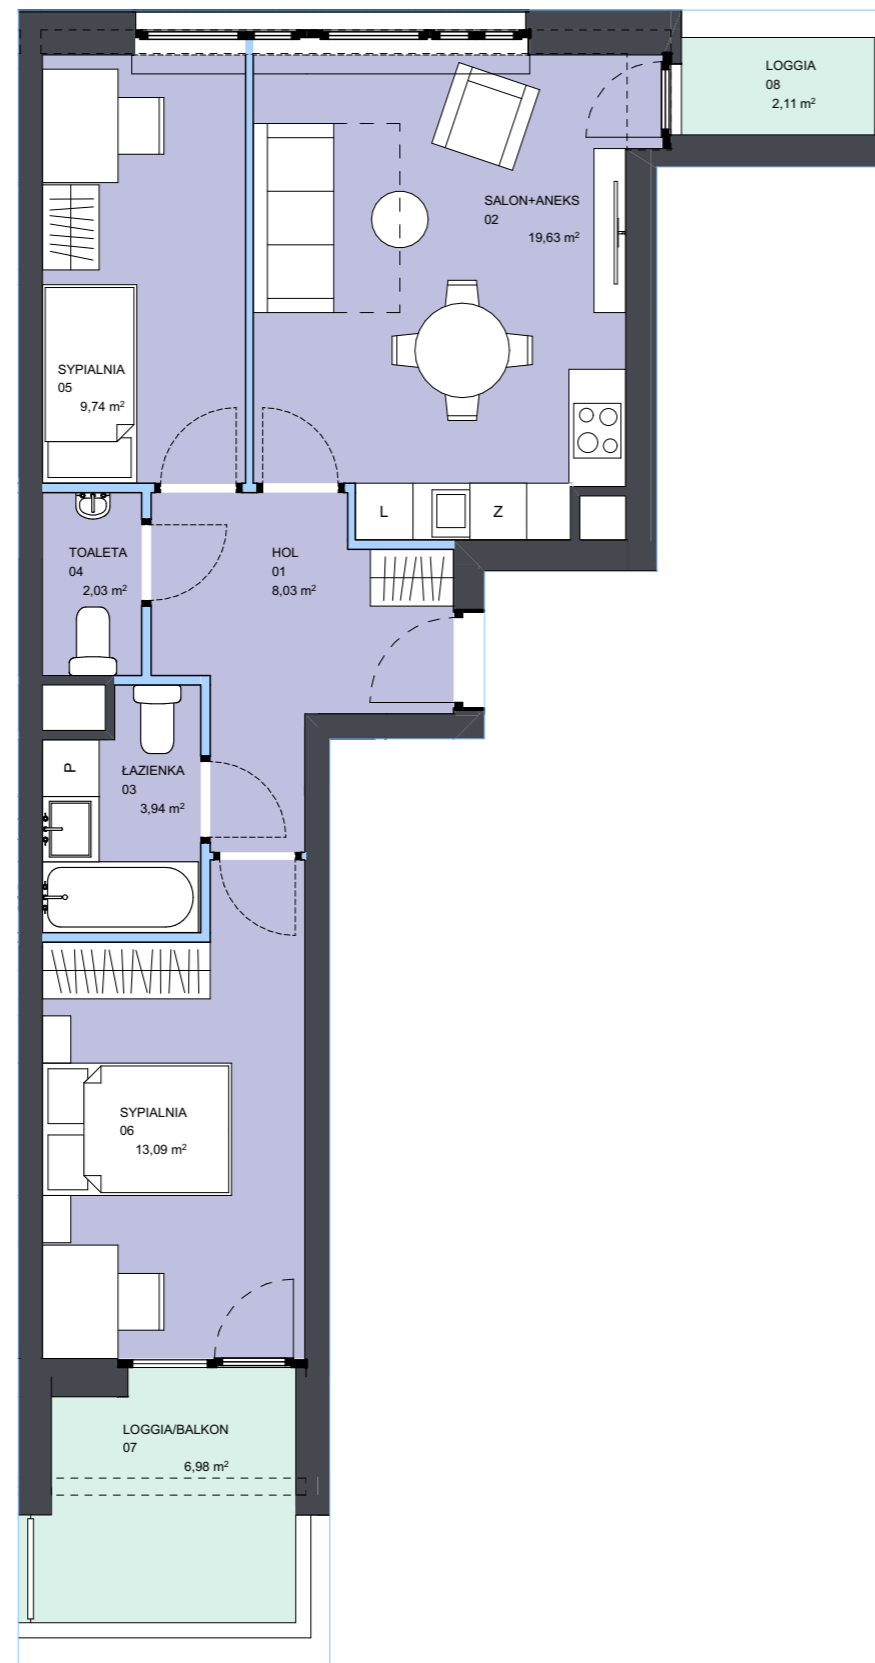 LOGGIA
08
2,11 m²
SALON+ANEKS
02
19,63 m²
SYPIALNIA
05
9,74 m²
L
Z
TOALETA
04
2,03 m²
HOL
01
8,03 m²
P
ŁAZIENKA
03
3,94 m²
SYPIALNIA
06
13,09 m²
LOGGIA/BALKON
07
6,98 m²